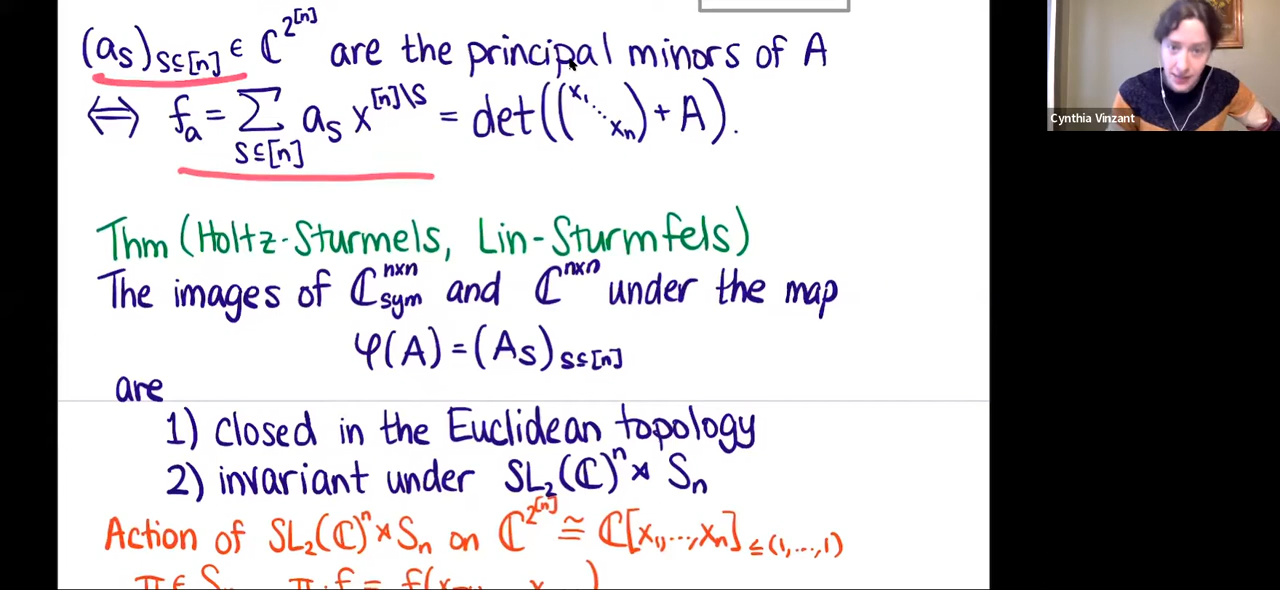 (a_S)_{S⊆[n]} ∈ ℂ^{2^{[n]}} are the principal minors of A
⇔ f_a = ∑_{S⊆[n]} a_S x^{[n]\S} = det((x_1 ⋱ x_n) + A).
Thm (Holtz-Sturmels, Lin-Sturmfels)
The images of ℂ^{n×n}_{sym} and ℂ^{n×n} under the map
φ(A) = (A_S)_{S⊆[n]}
are
1) closed in the Euclidean topology
2) invariant under SL_2(ℂ)^n ⋊ S_n
Action of SL_2(ℂ)^n ⋊ S_n on ℂ^{2^{[n]}} ≅ ℂ[x_1,...,x_n]_{≤(1,...,1)}
π ∈ S π·f = f(x
Cynthia Vinzant